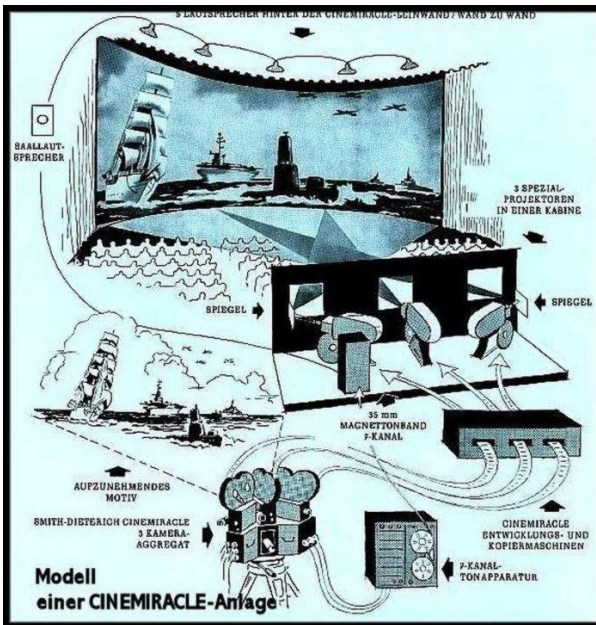 5 LAUTSPRECHER HINTER DER CINEMIRACLE-LEINWAND / WAND ZU WAND
SAALLAUT-
SPRECHER
3 SPEZIAL-
PROJEKTOREN
IN EINER KABINE
SPIEGEL
SPIEGEL
35 mm
MAGNETTONBAND
7-KANAL
AUFZUNEHMENDES
MOTIV
SMITH-DIETERICH CINEMIRACLE
3 KAMERA-
AGGREGAT
CINEMIRACLE
ENTWICKLUNGS- UND
KOPIERMASCHINEN
7-KANAL-
TONAPPARATUR
Modell
einer CINEMIRACLE-Anlage